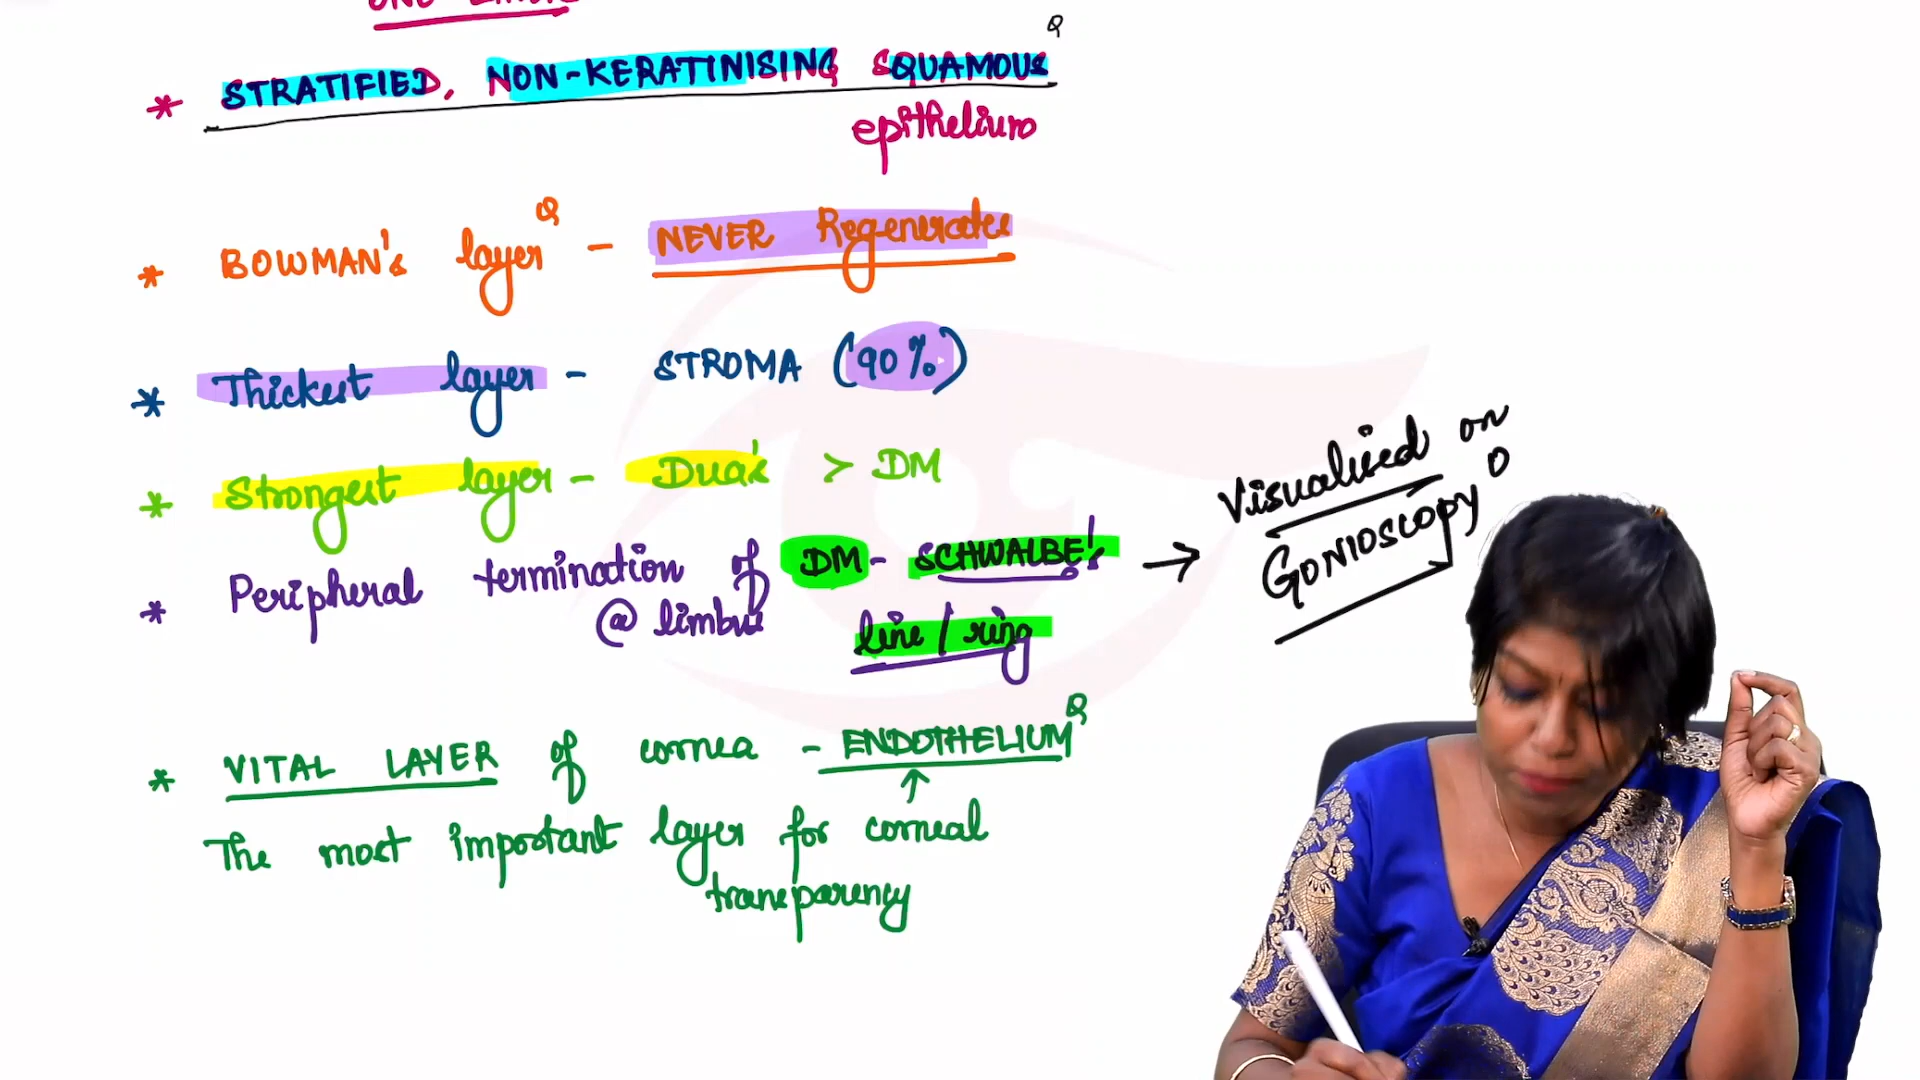 * STRATIFIED, NON-KERATINISING SQUAMOUS Q
epithelium
* BOWMAN's layer Q - NEVER Regenerates
* Thickest layer - STROMA (90%)
* Strongest layer - Dua's > DM
* Peripheral termination of DM - SCHWALBE's → Visualised on
@ limbus line / ring GONIOSCOPY Q
* VITAL LAYER of cornea - ENDOTHELIUM Q
↑
The most important layer for corneal
transparency